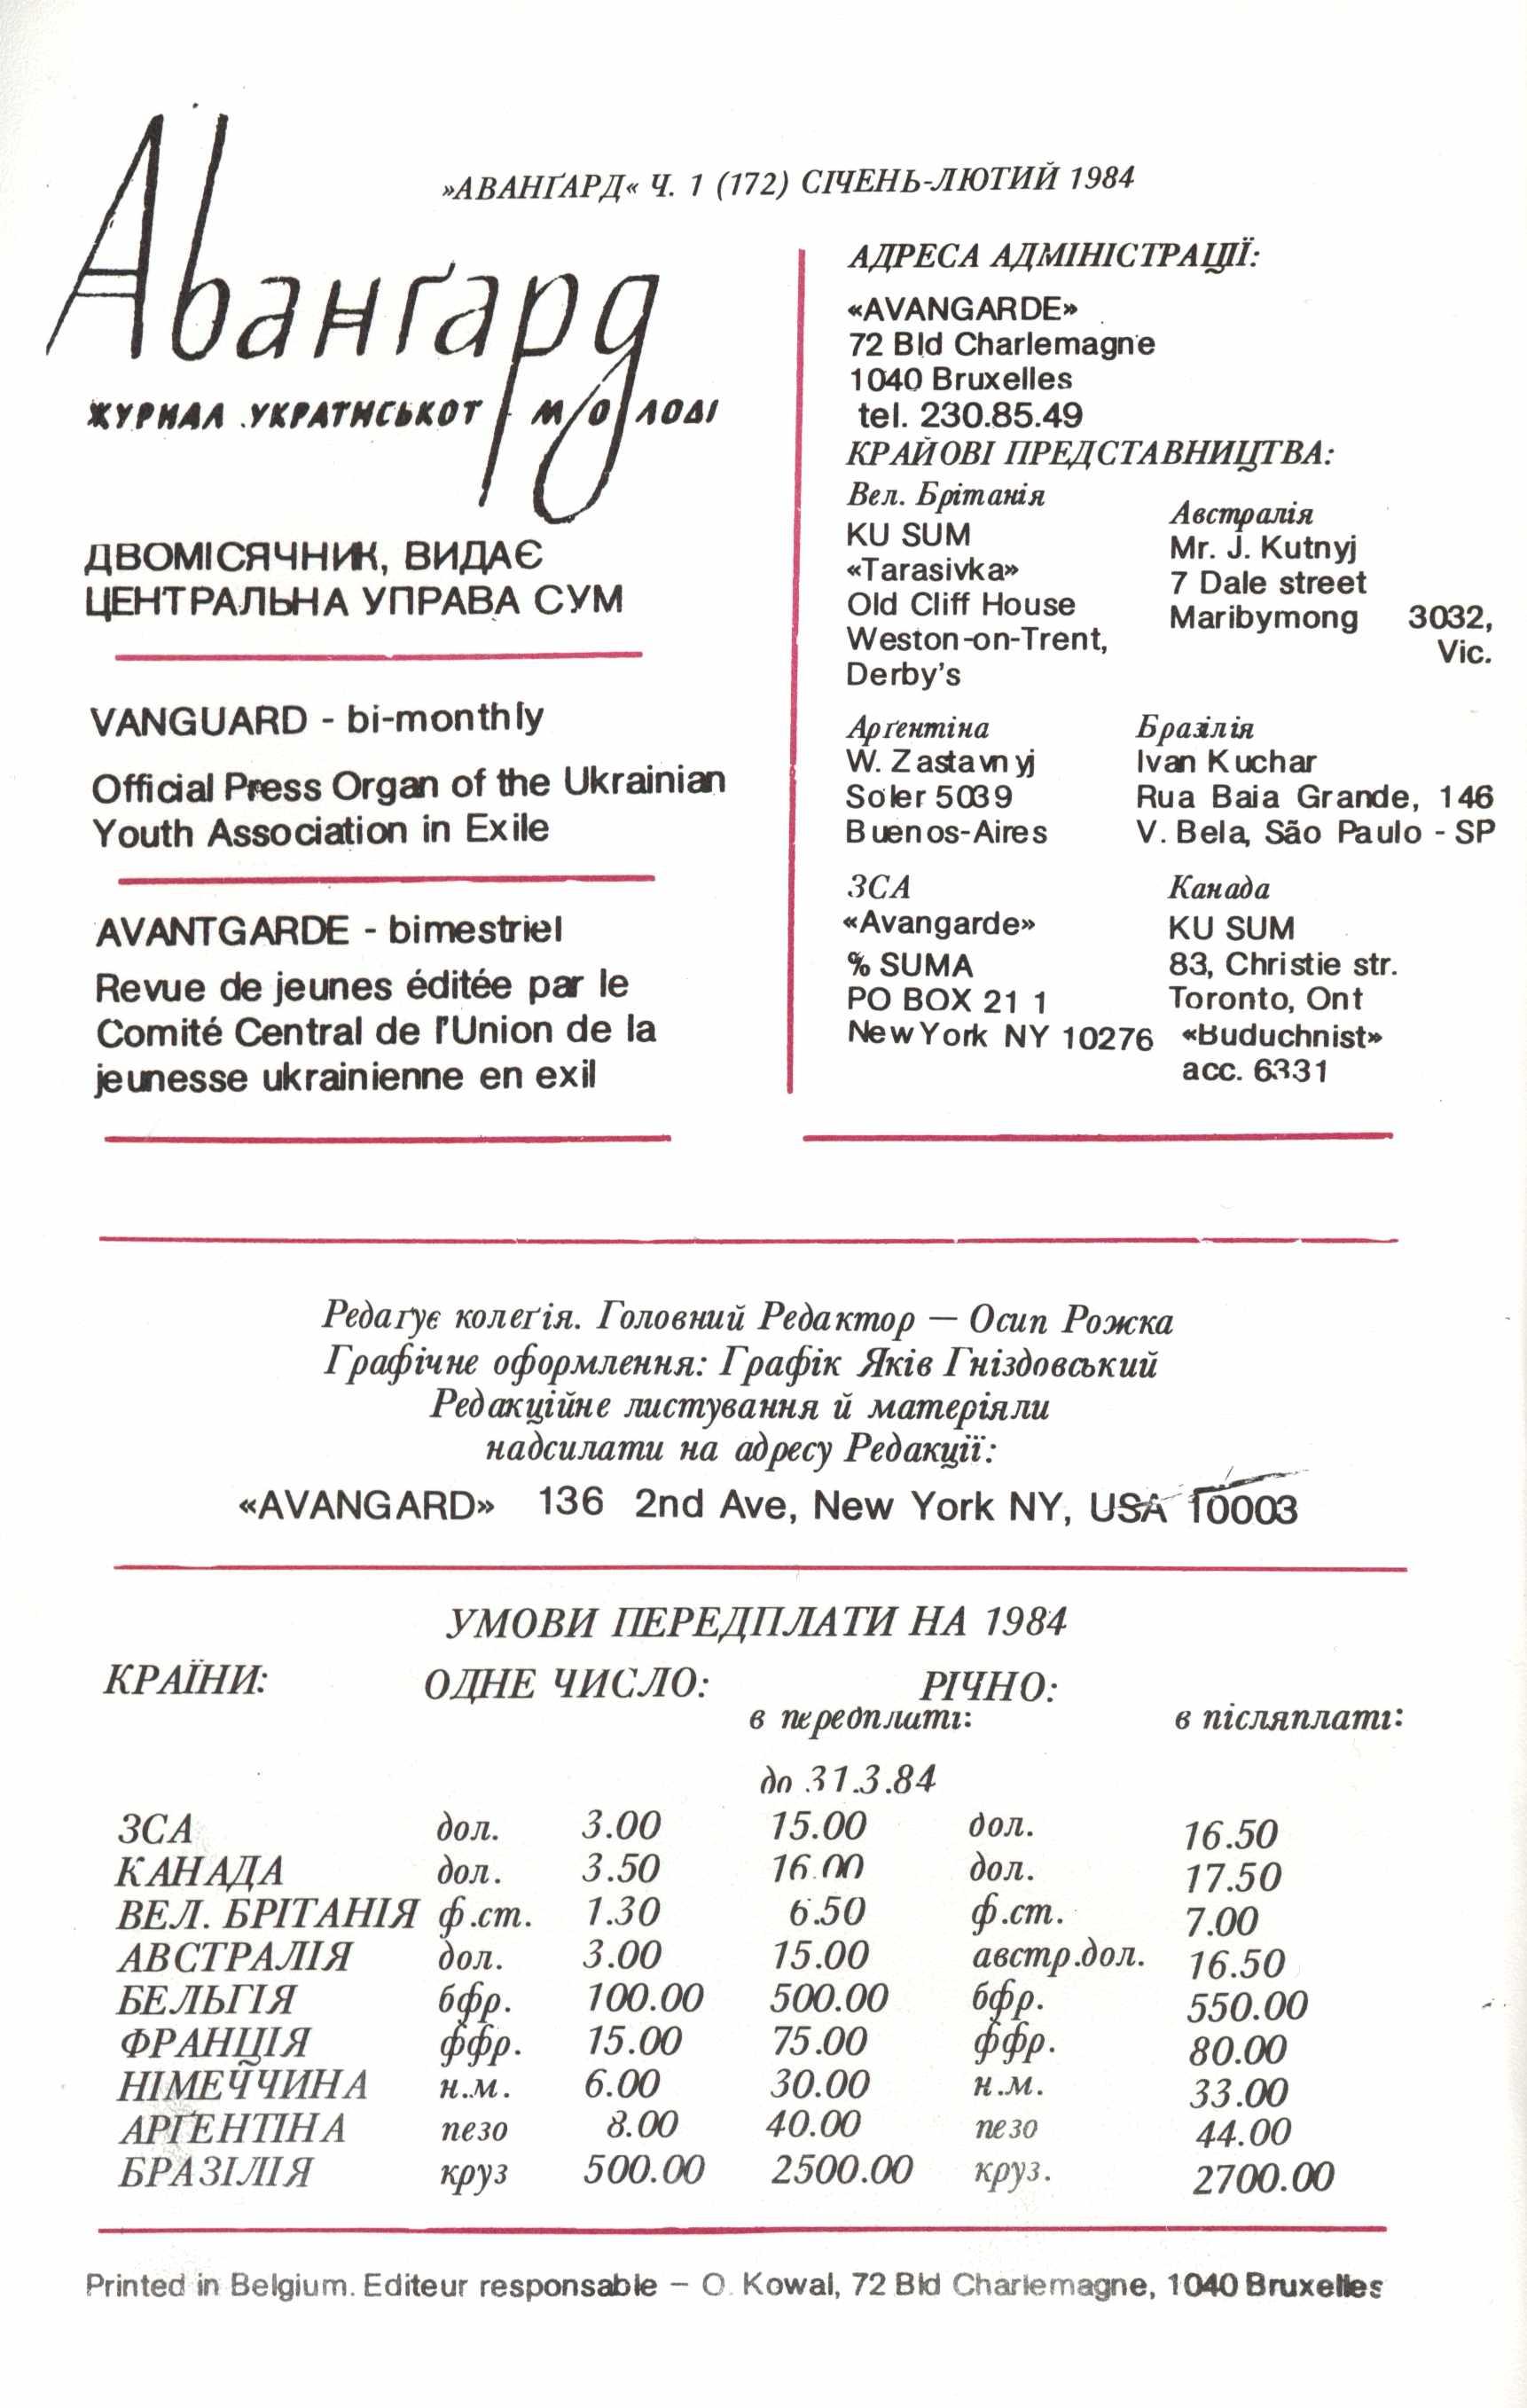 »АВАНҐАРД« Ч. 1 (172) СІЧЕНЬ-ЛЮТИЙ 1984
Аванґард
ЖУРНАЛ УКРАЇНСЬКОЇ МОЛОДІ
ДВОМІСЯЧНИК, ВИДАЄ
ЦЕНТРАЛЬНА УПРАВА СУМ
VANGUARD - bi-monthly
Official Press Organ of the Ukrainian
Youth Association in Exile
AVANTGARDE - bimestriel
Revue de jeunes éditée par le
Comité Central de l'Union de la
jeunesse ukrainienne en exil
АДРЕСА АДМІНІСТРАЦІЇ:
«AVANGARDE»
72 Bld Charlemagne
1040 Bruxelles
tel. 230.85.49
КРАЙОВІ ПРЕДСТАВНИЦТВА:
Вел. Брітанія
KU SUM
«Tarasivka»
Old Cliff House
Weston-on-Trent,
Derby's
Австралія
Mr. J. Kutnyj
7 Dale street
Maribymong 3032,
Vic.
Арґентіна
W. Zastavnyj
Soler 5039
Buenos-Aires
Бразілія
Ivan Kuchar
Rua Baia Grande, 146
V. Bela, São Paulo - SP
ЗСА
«Avangarde»
% SUMA
PO BOX 21 1
New York NY 10276
Канада
KU SUM
83, Christie str.
Toronto, Ont
«Buduchnist»
acc. 6331
Редаґує колеґія. Головний Редактор — Осип Рожка
Графічне оформлення: Графік Яків Гніздовський
Редакційне листування й матеріяли
надсилати на адресу Редакції:
«AVANGARD» 136 2nd Ave, New York NY, USA 10003
УМОВИ ПЕРЕДПЛАТИ НА 1984
КРАЇНИ: ОДНЕ ЧИСЛО: РІЧНО:
в передплаті: в післяплаті:
до 31.3.84
ЗСА дол. 3.00 15.00 дол. 16.50
КАНАДА дол. 3.50 16.00 дол. 17.50
ВЕЛ. БРІТАНІЯ ф.ст. 1.30 6.50 ф.ст. 7.00
АВСТРАЛІЯ дол. 3.00 15.00 австр.дол. 16.50
БЕЛЬГІЯ бфр. 100.00 500.00 бфр. 550.00
ФРАНЦІЯ ффр. 15.00 75.00 ффр. 80.00
НІМЕЧЧИНА н.м. 6.00 30.00 н.м. 33.00
АРҐЕНТІНА пезо 8.00 40.00 пезо 44.00
БРАЗІЛІЯ круз 500.00 2500.00 круз. 2700.00
Printed in Belgium. Editeur responsable – O. Kowal, 72 Bld Charlemagne, 1040 Bruxelles